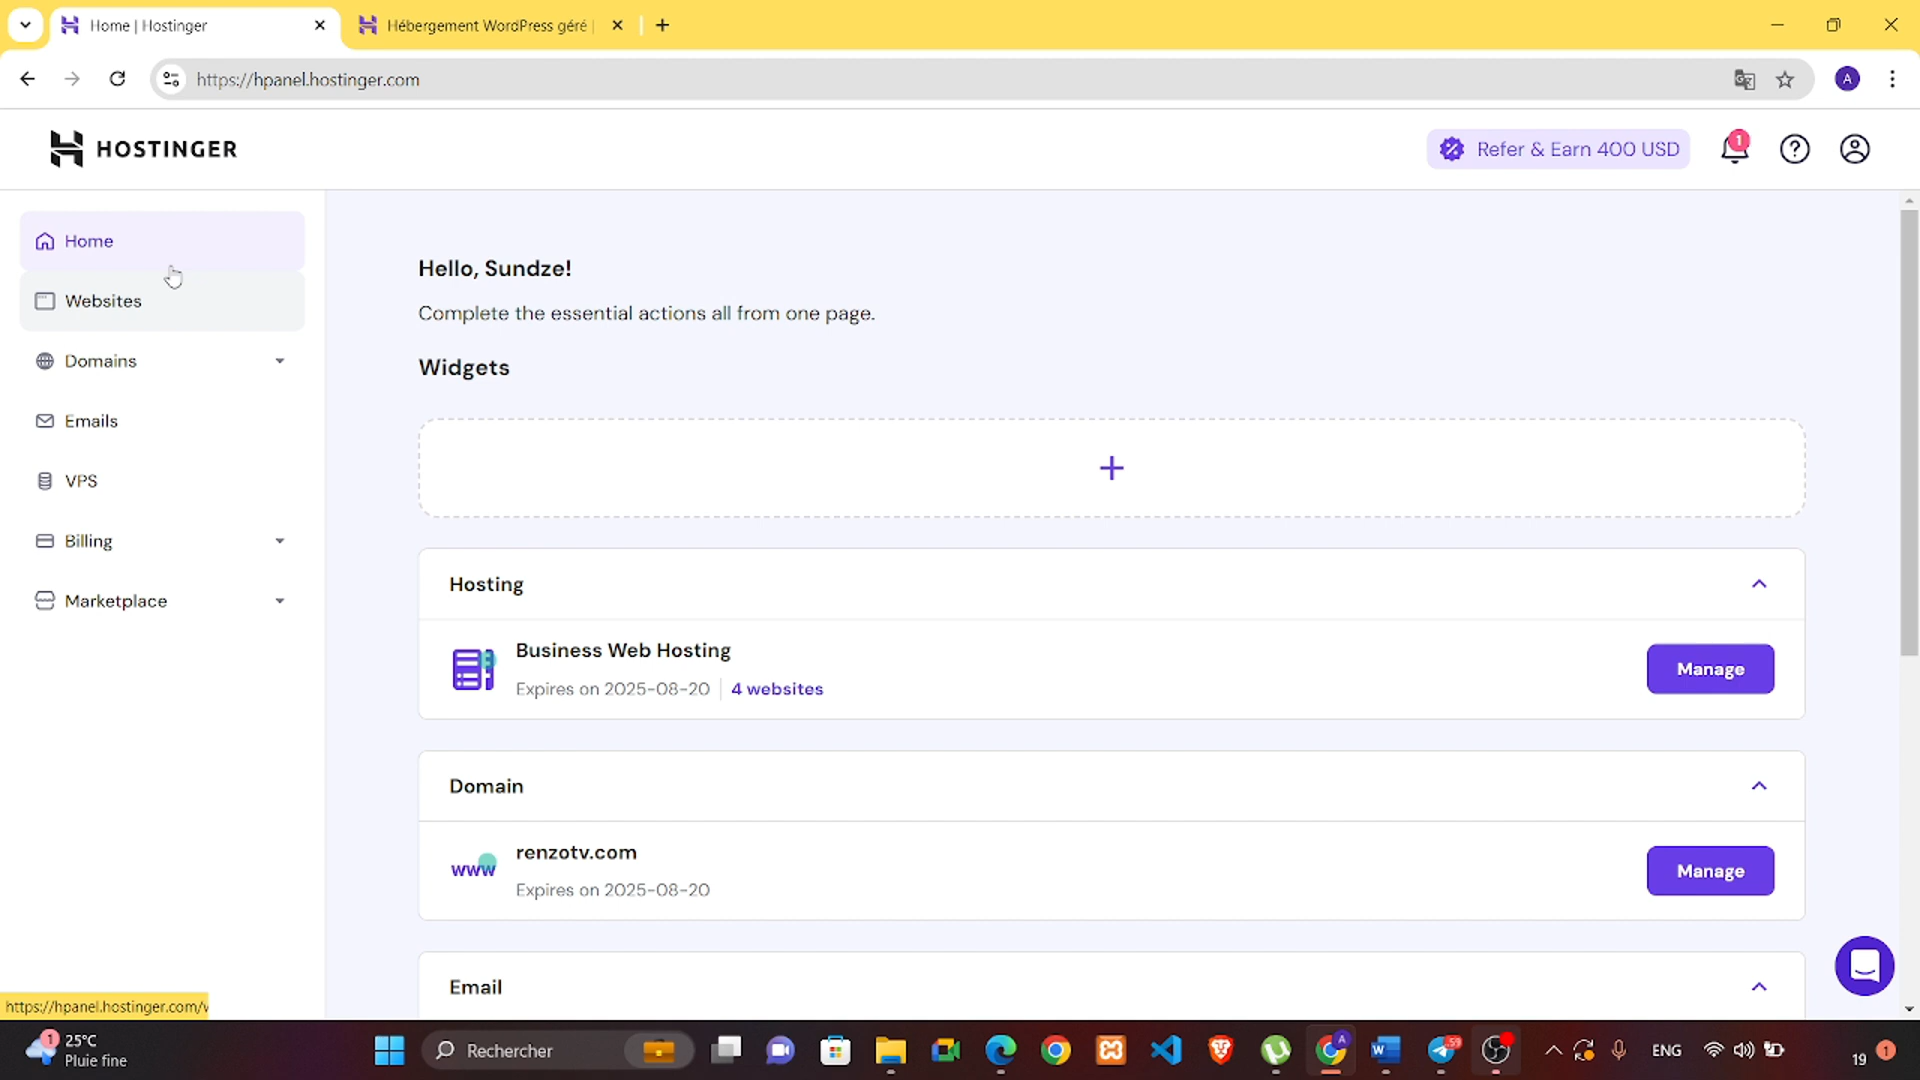 Home | Hostinger
Hébergement WordPress géré |
https://hpanel.hostinger.com
A
HOSTINGER
Refer & Earn 400 USD
1
Home
Websites
Domains
Emails
VPS
Billing
Marketplace
Hello, Sundze!
Complete the essential actions all from one page.
Widgets
Hosting
Business Web Hosting
Expires on 2025-08-20
4 websites
Manage
Domain
www
renzotv.com
Expires on 2025-08-20
Manage
Email
https://hpanel.hostinger.com/
1
25°C
Pluie fine
Rechercher
A
59
ENG
19
1